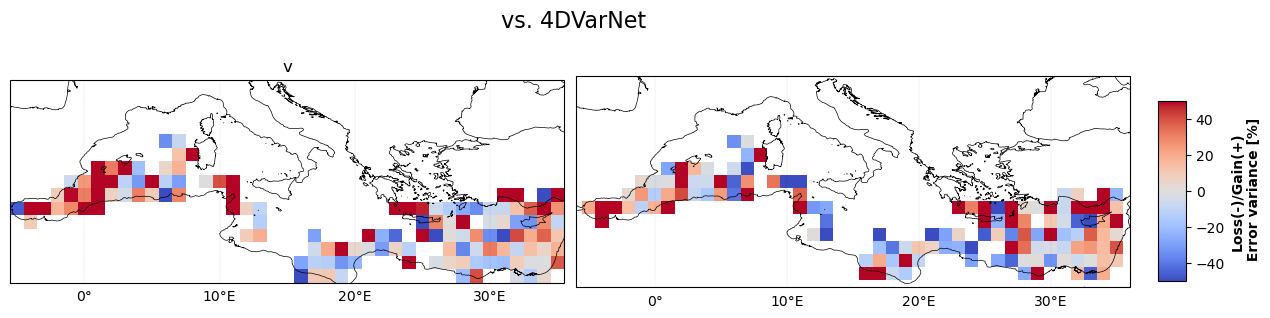 vs. 4DVarNet
v
0°
10°E
20°E
30°E
0°
10°E
20°E
30°E
40
20
0
−20
−40
Loss(-)/Gain(+)
Error variance [%]